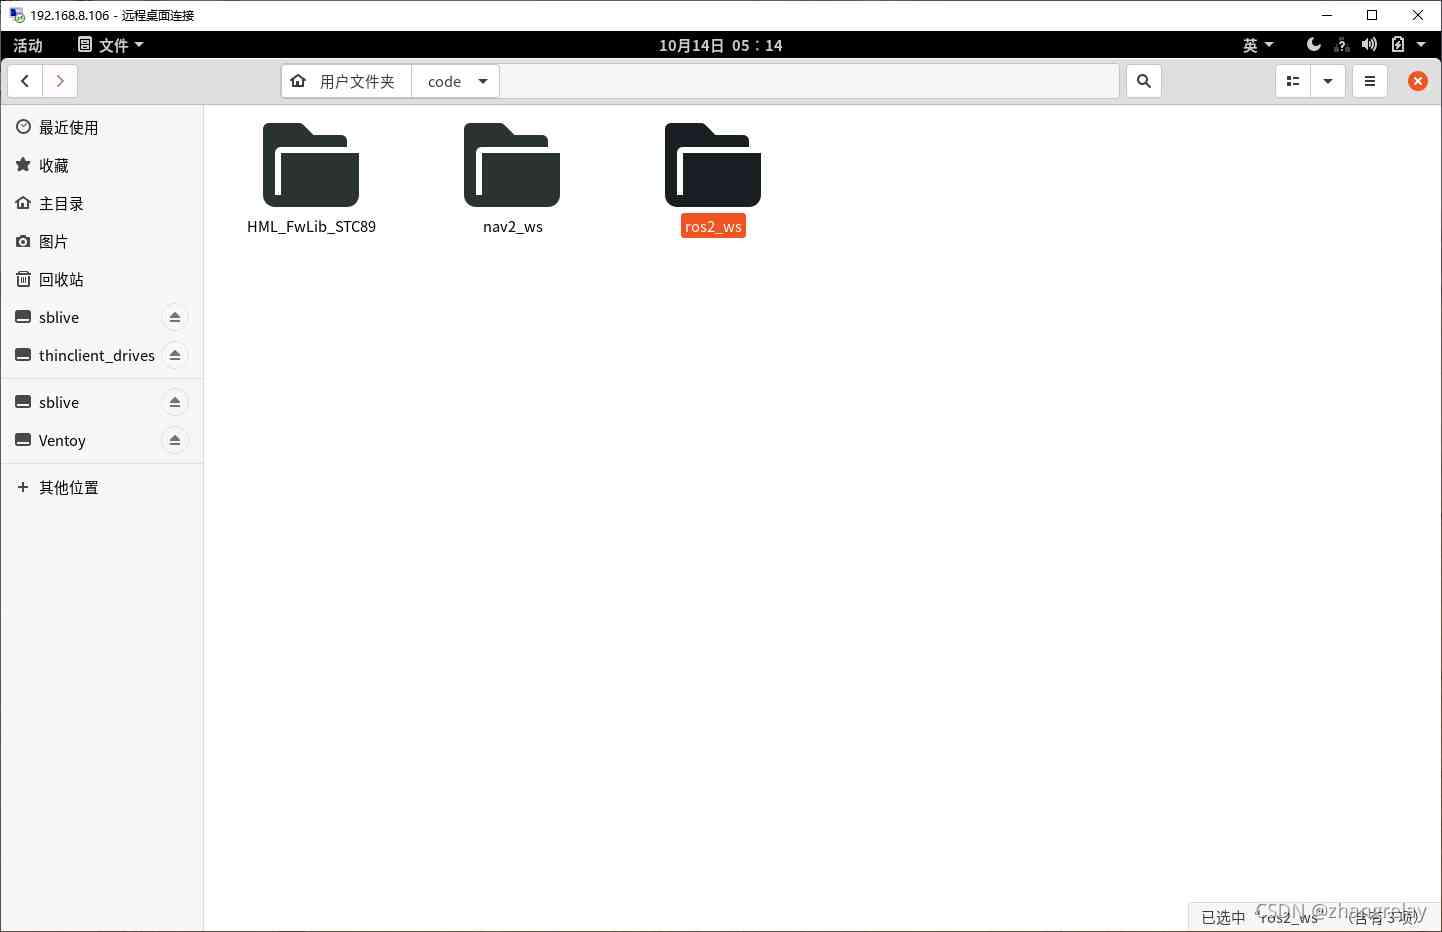 192.168.8.106 - 远程桌面连接
活动 文件 10月14日 05：14 英
用户文件夹 code
最近使用
收藏
主目录
图片
回收站
sblive
thinclient_drives
sblive
Ventoy
其他位置
HML_FwLib_STC89 nav2_ws ros2_ws
已选中 “ros2_ws” （含有 3 项）
CSDN @zhangrelay